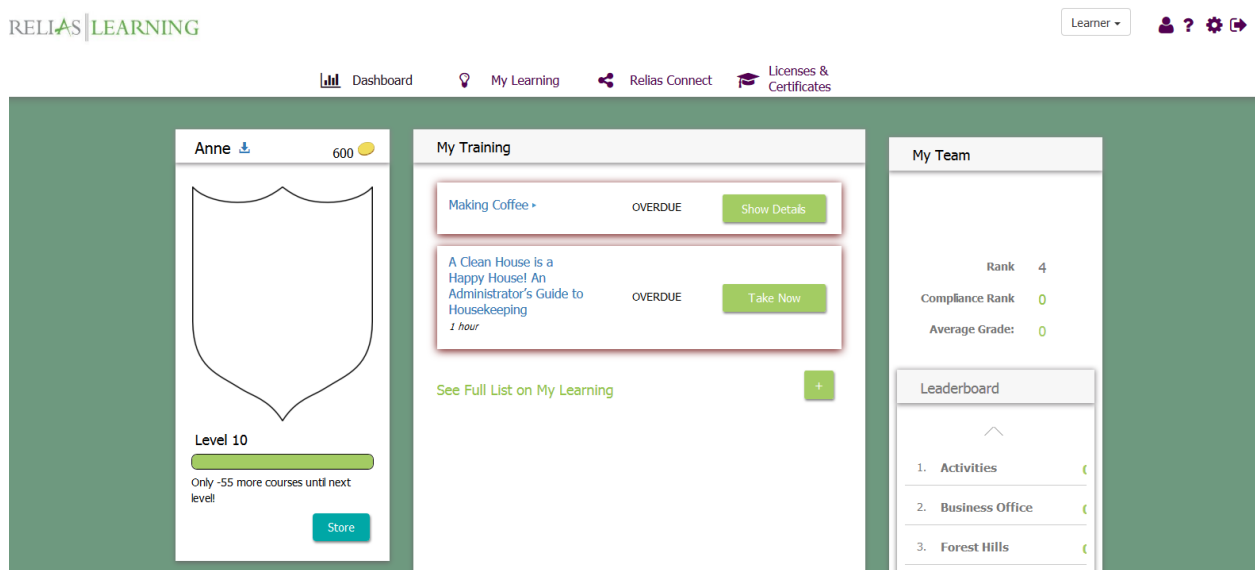 RELIAS LEARNING
Learner
?
Dashboard
My Learning
Relias Connect
Licenses &
Certificates
Anne
600
Level 10
Only -55 more courses until next
level!
Store
My Training
Making Coffee
OVERDUE
Show Details
A Clean House is a
Happy House! An
Administrator's Guide to
Housekeeping
1 hour
OVERDUE
Take Now
See Full List on My Learning
+
My Team
Rank 4
Compliance Rank 0
Average Grade: 0
Leaderboard
1. Activities
2. Business Office
3. Forest Hills